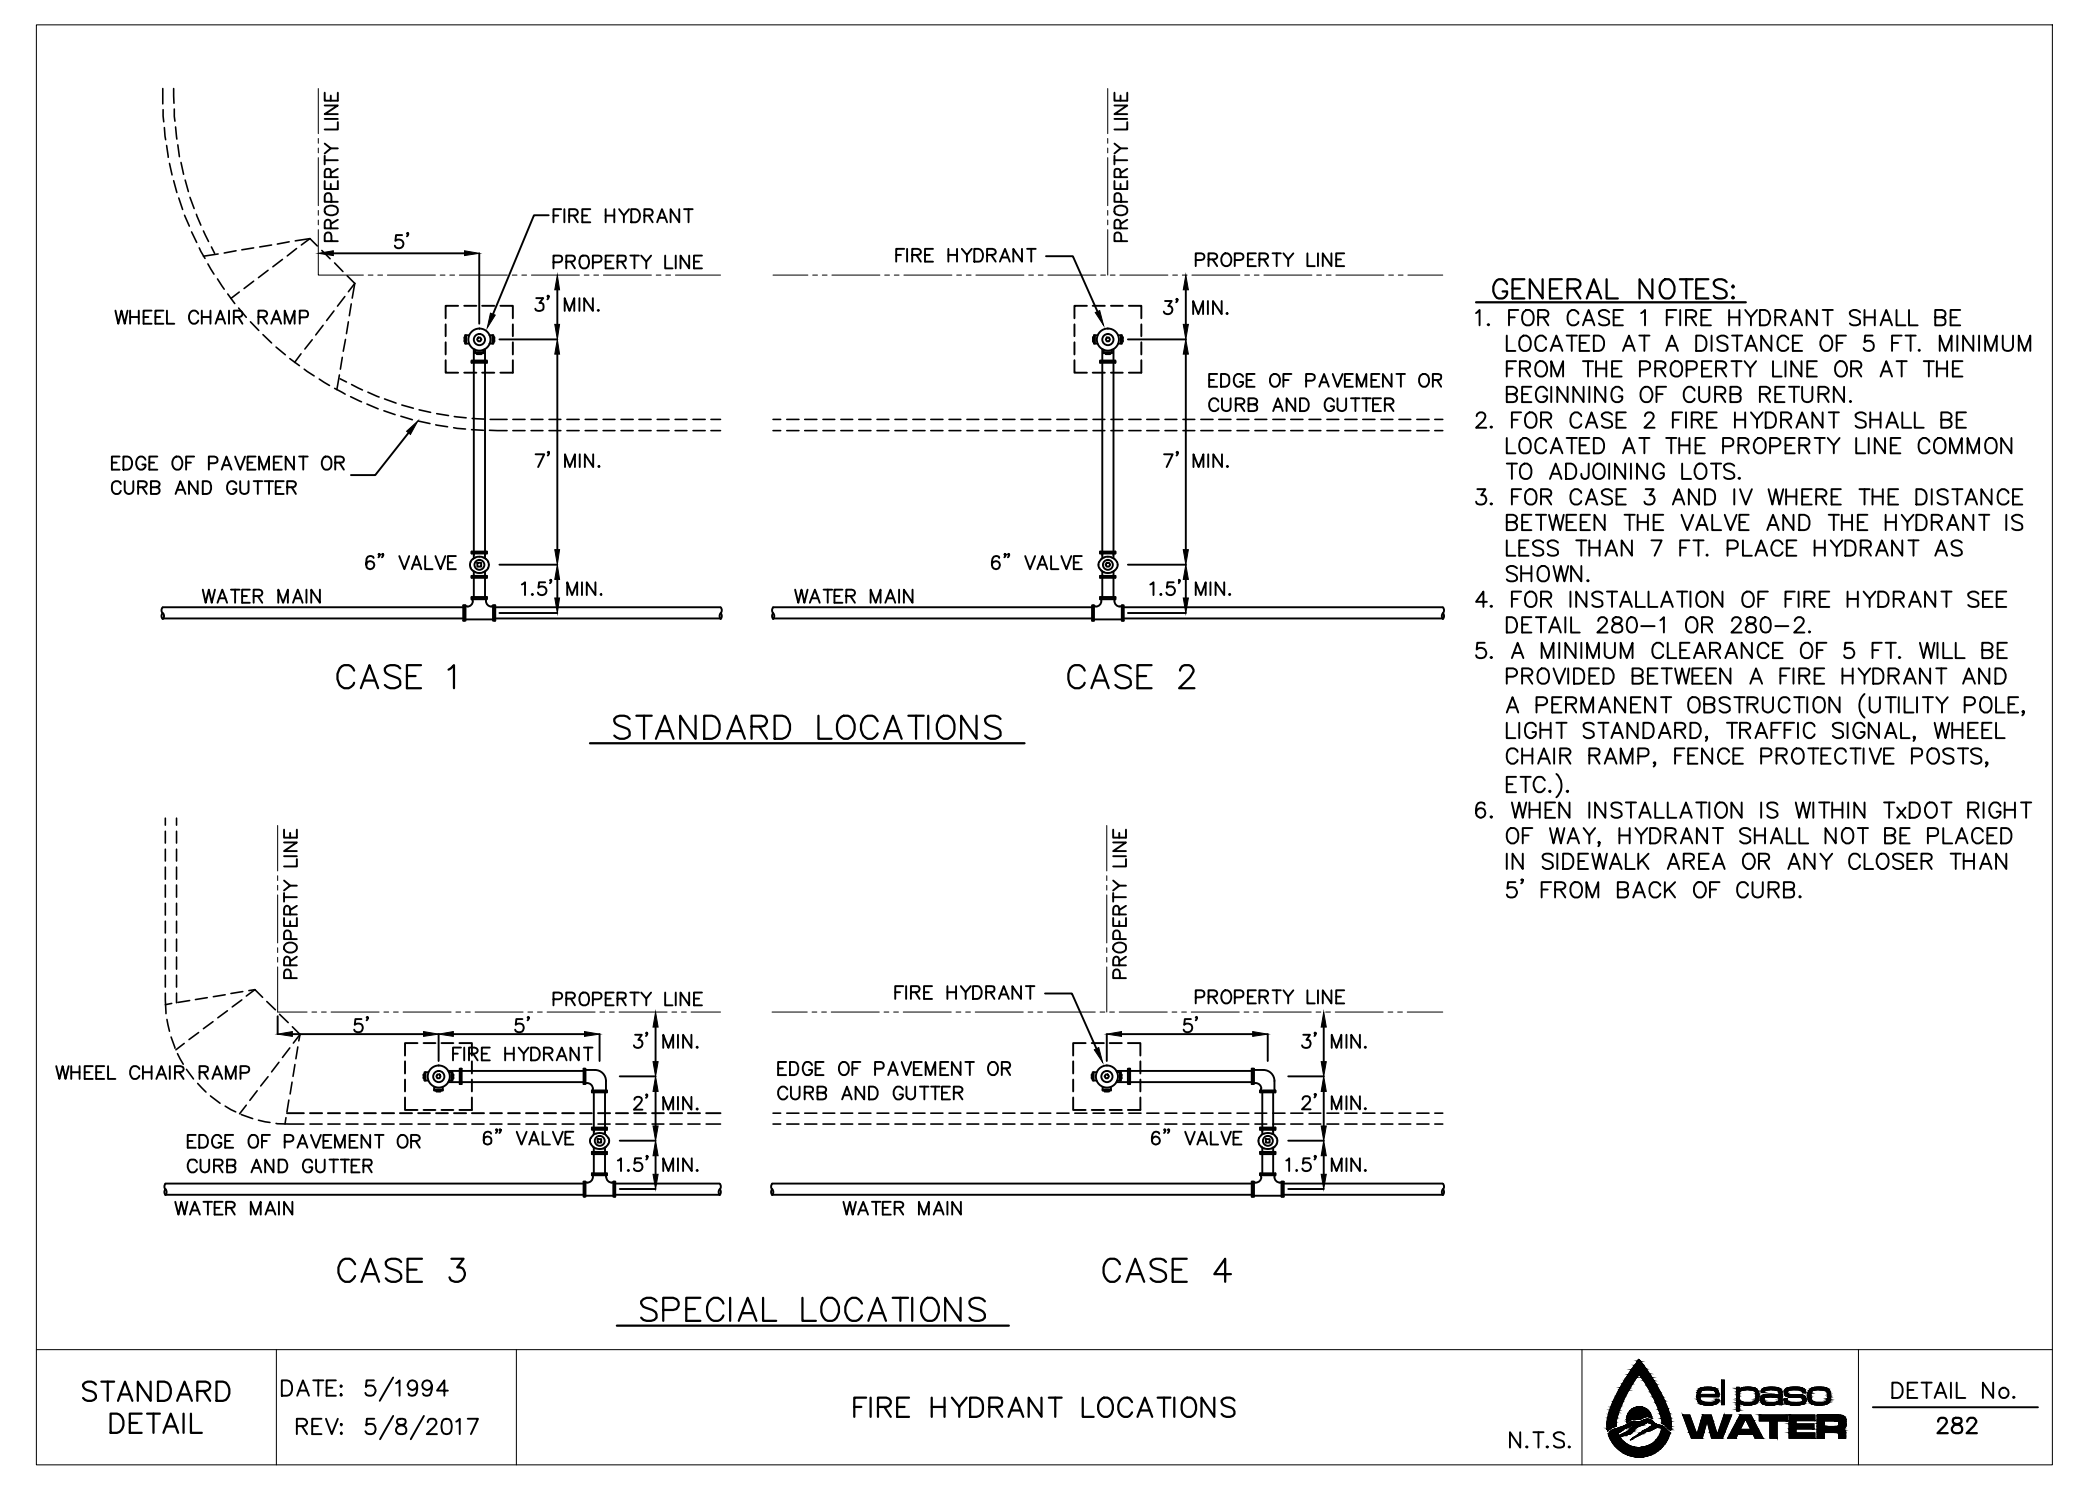 PROPERTY LINE
5'
FIRE HYDRANT
PROPERTY LINE
3' MIN.
WHEEL CHAIR RAMP
EDGE OF PAVEMENT OR
CURB AND GUTTER
7' MIN.
6" VALVE
1.5' MIN.
WATER MAIN
CASE 1
PROPERTY LINE
FIRE HYDRANT
PROPERTY LINE
3' MIN.
EDGE OF PAVEMENT OR
CURB AND GUTTER
7' MIN.
6" VALVE
1.5' MIN.
WATER MAIN
CASE 2
STANDARD LOCATIONS
PROPERTY LINE
PROPERTY LINE
5'
5'
3' MIN.
FIRE HYDRANT
WHEEL CHAIR RAMP
2' MIN.
6" VALVE
EDGE OF PAVEMENT OR
CURB AND GUTTER
1.5' MIN.
WATER MAIN
CASE 3
PROPERTY LINE
FIRE HYDRANT
PROPERTY LINE
5'
3' MIN.
EDGE OF PAVEMENT OR
CURB AND GUTTER
2' MIN.
6" VALVE
1.5' MIN.
WATER MAIN
CASE 4
SPECIAL LOCATIONS
GENERAL NOTES:
1. FOR CASE 1 FIRE HYDRANT SHALL BE
LOCATED AT A DISTANCE OF 5 FT. MINIMUM
FROM THE PROPERTY LINE OR AT THE
BEGINNING OF CURB RETURN.
2. FOR CASE 2 FIRE HYDRANT SHALL BE
LOCATED AT THE PROPERTY LINE COMMON
TO ADJOINING LOTS.
3. FOR CASE 3 AND IV WHERE THE DISTANCE
BETWEEN THE VALVE AND THE HYDRANT IS
LESS THAN 7 FT. PLACE HYDRANT AS
SHOWN.
4. FOR INSTALLATION OF FIRE HYDRANT SEE
DETAIL 280-1 OR 280-2.
5. A MINIMUM CLEARANCE OF 5 FT. WILL BE
PROVIDED BETWEEN A FIRE HYDRANT AND
A PERMANENT OBSTRUCTION (UTILITY POLE,
LIGHT STANDARD, TRAFFIC SIGNAL, WHEEL
CHAIR RAMP, FENCE PROTECTIVE POSTS,
ETC.).
6. WHEN INSTALLATION IS WITHIN TxDOT RIGHT
OF WAY, HYDRANT SHALL NOT BE PLACED
IN SIDEWALK AREA OR ANY CLOSER THAN
5' FROM BACK OF CURB.
STANDARD
DETAIL
DATE: 5/1994
REV: 5/8/2017
FIRE HYDRANT LOCATIONS
N.T.S.
el paso
WATER
DETAIL No.
282